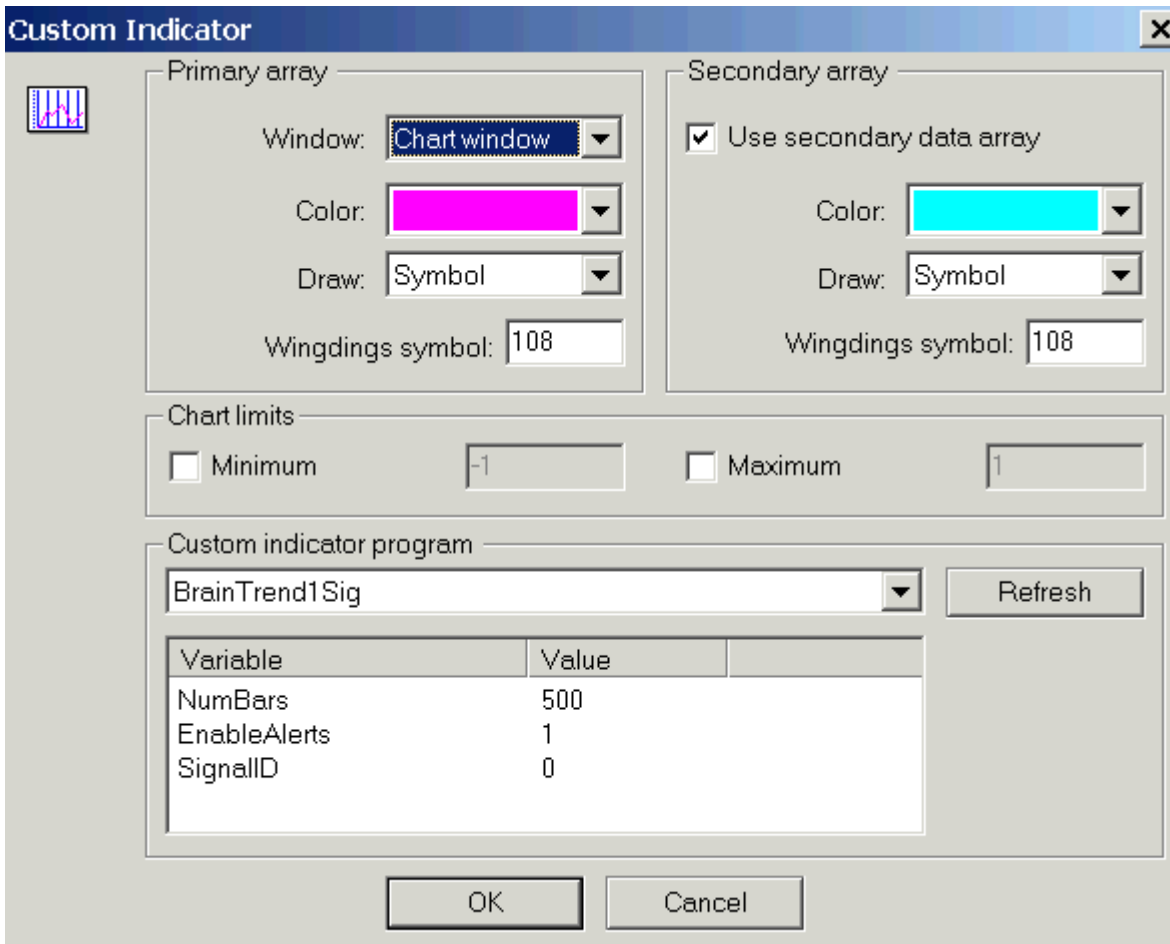 Custom Indicator
Primary array
Window: Chart window
Color:
Draw: Symbol
Wingdings symbol: 108
Secondary array
Use secondary data array
Color:
Draw: Symbol
Wingdings symbol: 108
Chart limits
Minimum -1 Maximum 1
Custom indicator program
BrainTrend1Sig Refresh
Variable Value
NumBars 500
EnableAlerts 1
SignalID 0
OK Cancel